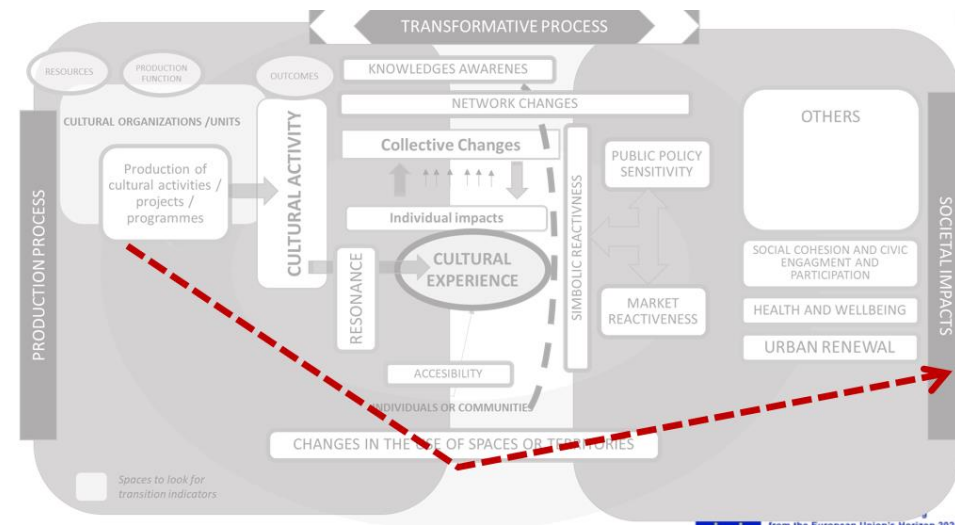 TRANSFORMATIVE PROCESS
RESOURCES
PRODUCTION
FUNCTION
OUTCOMES
KNOWLEDGES AWARENES
NETWORK CHANGES
CULTURAL ORGANIZATIONS /UNITS
Production of
cultural activities /
projects /
programmes
CULTURAL ACTIVITY
Collective Changes
Individual impacts
CULTURAL
EXPERIENCE
RESONANCE
ACCESIBILITY
INDIVIDUALS OR COMMUNITIES
SIMBOLIC REACTIVNESS
PUBLIC POLICY
SENSITIVITY
MARKET
REACTIVENESS
OTHERS
SOCIAL COHESION AND CIVIC
ENGAGMENT AND
PARTICIPATION
HEALTH AND WELLBEING
URBAN RENEWAL
PRODUCTION PROCESS
SOCIETAL IMPACTS
CHANGES IN THE USE OF SPACES OR TERRITORIES
Spaces to look for
transition indicators
from the European Union's Horizon 202